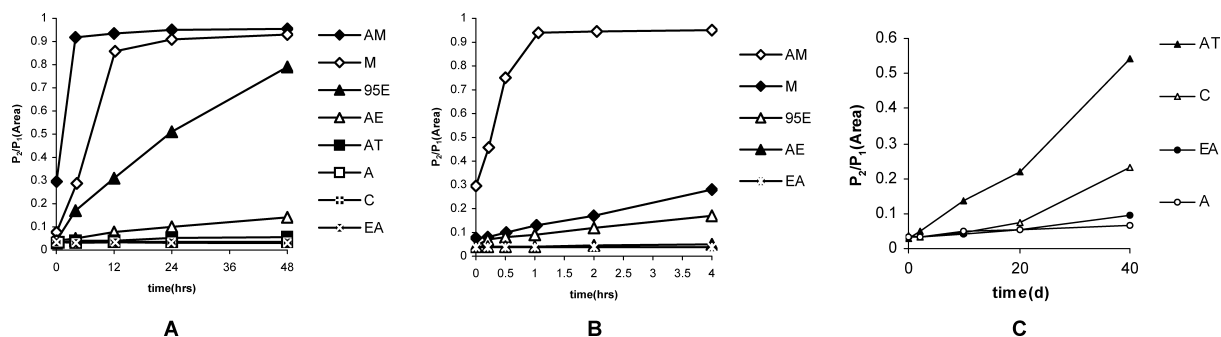 P₂/P₁(Area)
1
0.9
0.8
0.7
0.6
0.5
0.4
0.3
0.2
0.1
0
0 12 24 36 48
time(hrs)
AM
M
95E
AE
AT
A
C
EA
A
P₂/P₁(Area)
1
0.9
0.8
0.7
0.6
0.5
0.4
0.3
0.2
0.1
0
0 0.5 1 1.5 2 2.5 3 3.5 4
time(hrs)
AM
M
95E
AE
EA
B
P₂/P₁(Area)
0.6
0.5
0.4
0.3
0.2
0.1
0
0 20 40
time(d)
AT
C
EA
A
C